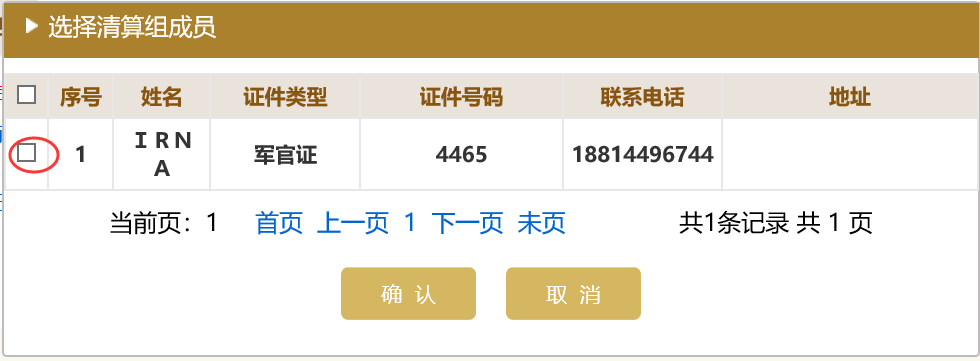 选择清算组成员
序号 姓名 证件类型 证件号码 联系电话 地址
1 ＩＲＮ 军官证 4465 18814496744
Ａ
当前页：1 首页 上一页 1 下一页 未页 共1条记录 共 1 页
确 认 取 消